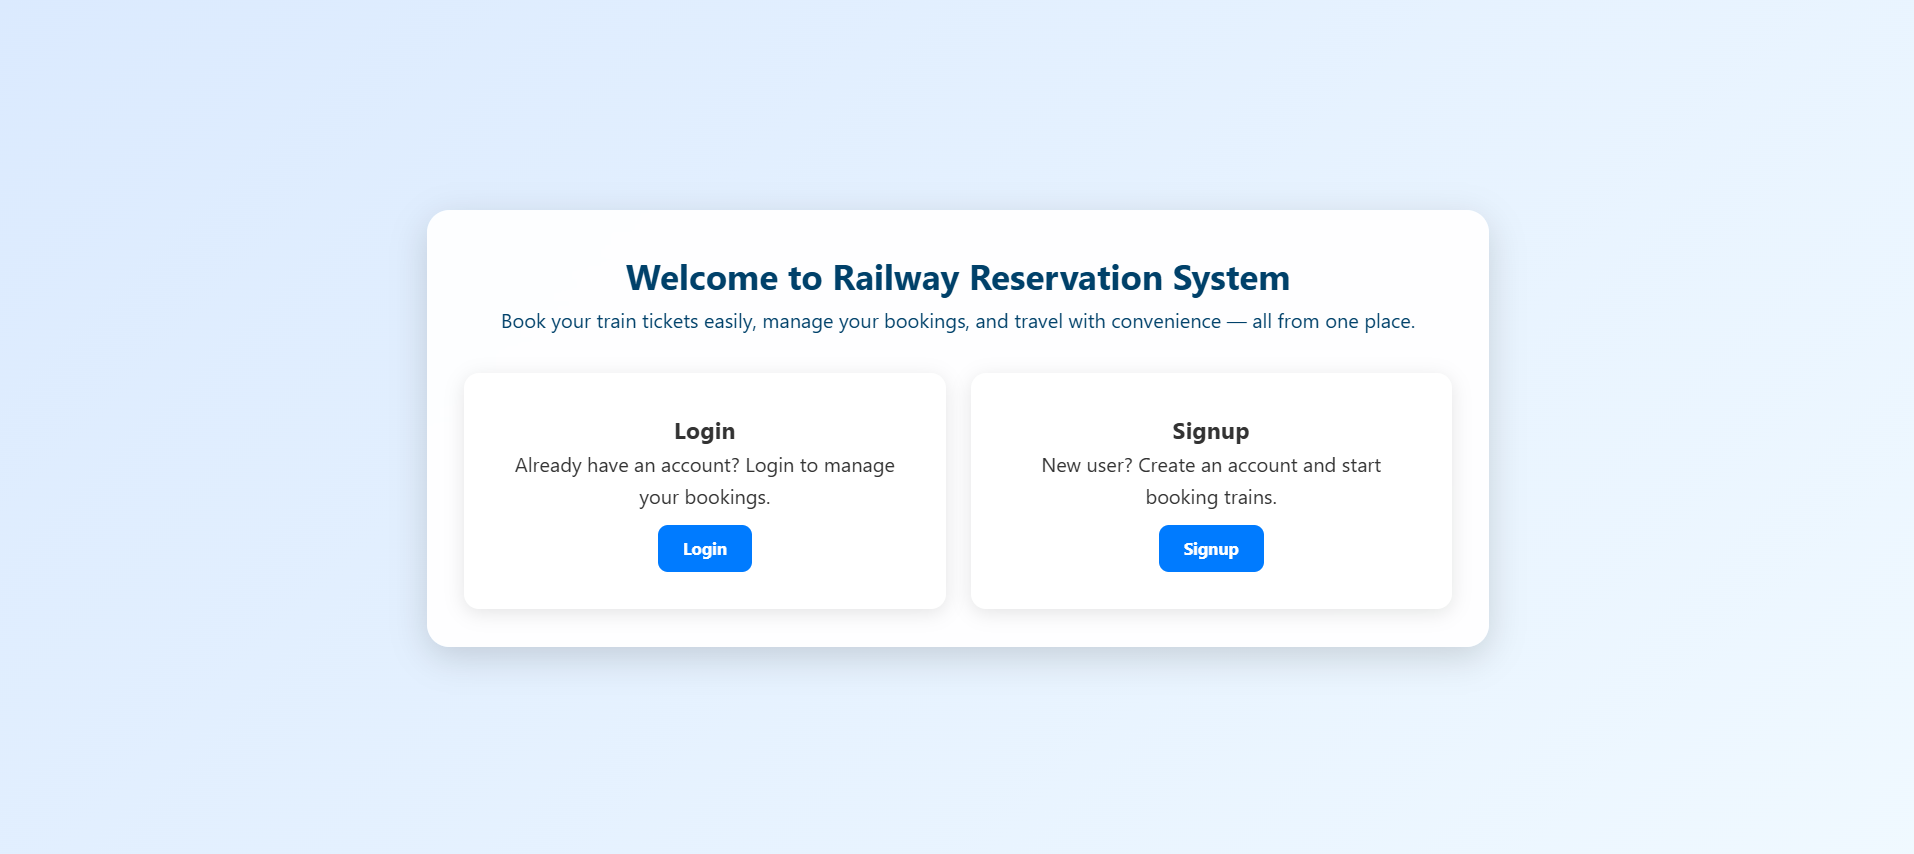 Welcome to Railway Reservation System
Book your train tickets easily, manage your bookings, and travel with convenience — all from one place.
Login
Already have an account? Login to manage
your bookings.
Login
Signup
New user? Create an account and start
booking trains.
Signup